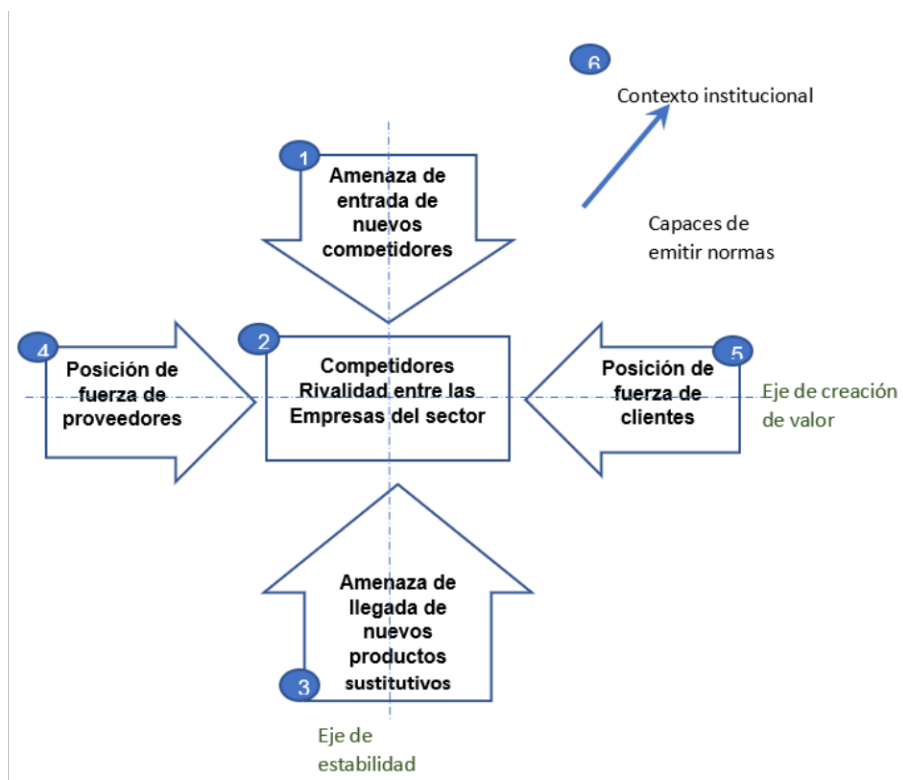 6
Contexto institucional
1
Amenaza de
entrada de
nuevos
competidores
Capaces de
emitir normas
4
Posición de
fuerza de
proveedores
2
Competidores
Rivalidad entre las
Empresas del sector
5
Posición de
fuerza de
clientes
Eje de creación
de valor
Amenaza de
llegada de
nuevos
productos
sustitutivos
3
Eje de
estabilidad